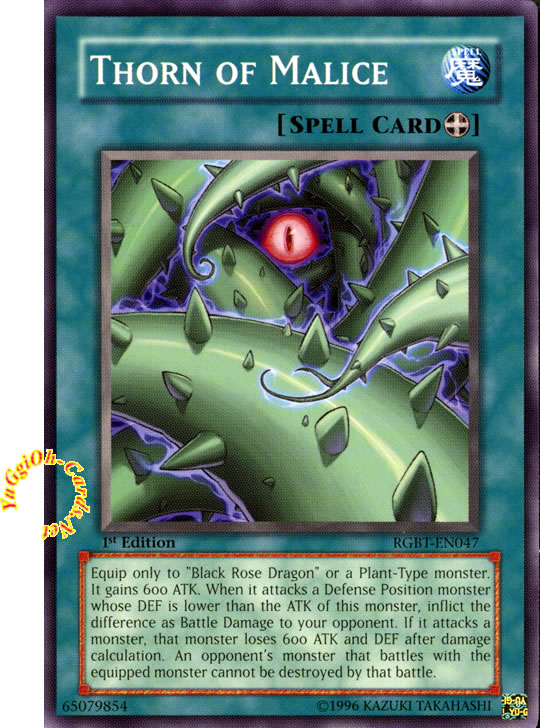 THORN OF MALICE
SPELL
魔
[SPELL CARD]
YuGgiOh-Cards.Net
1st Edition
RGBT-EN047
Equip only to "Black Rose Dragon" or a Plant-Type monster.
It gains 600 ATK. When it attacks a Defense Position monster
whose DEF is lower than the ATK of this monster, inflict the
difference as Battle Damage to your opponent. If it attacks a
monster, that monster loses 600 ATK and DEF after damage
calculation. An opponent's monster that battles with the
equipped monster cannot be destroyed by that battle.
65079854
©1996 KAZUKI TAKAHASHI